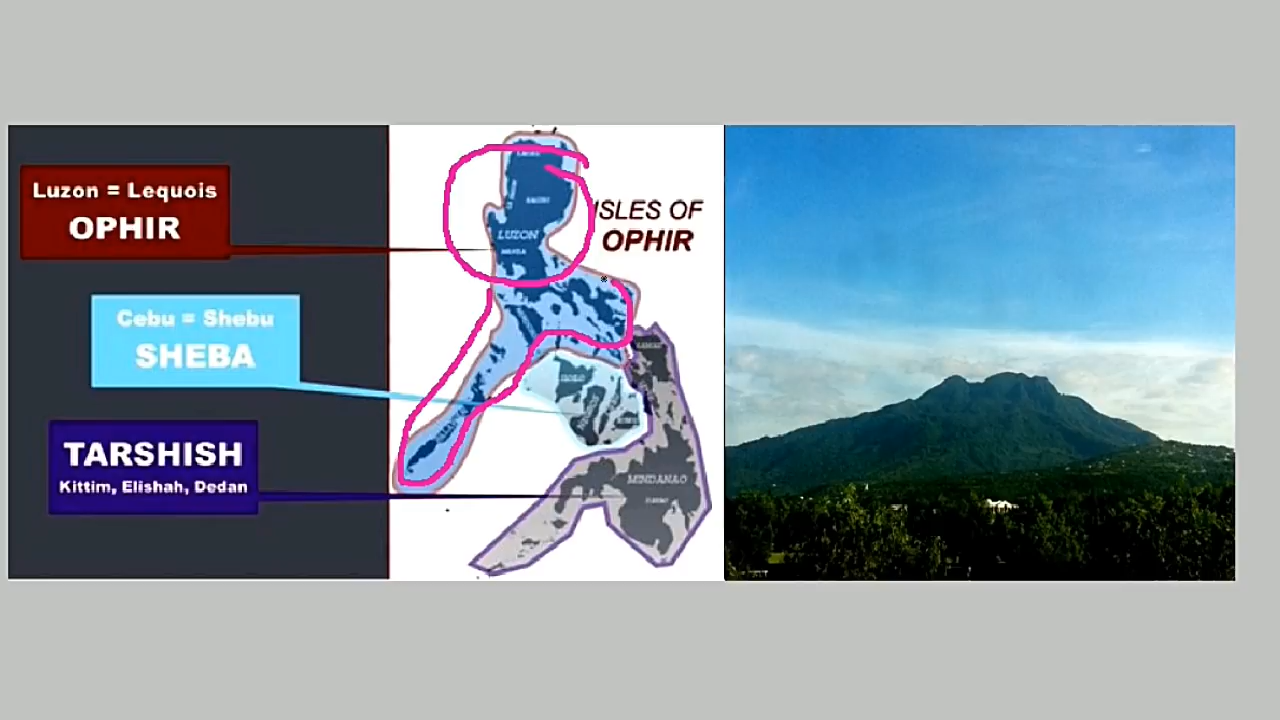 Luzon = Lequois
OPHIR
Cebu = Shebu
SHEBA
TARSHISH
Kittim, Elishah, Dedan
ISLES OF
OPHIR
LUZON
MINDANAO